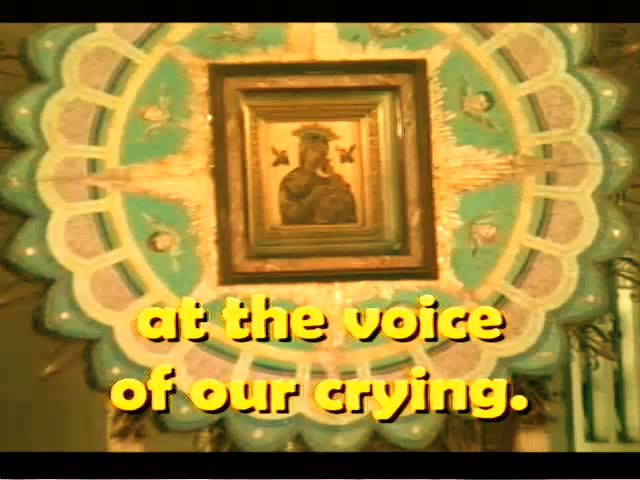 at the voice
of our crying.